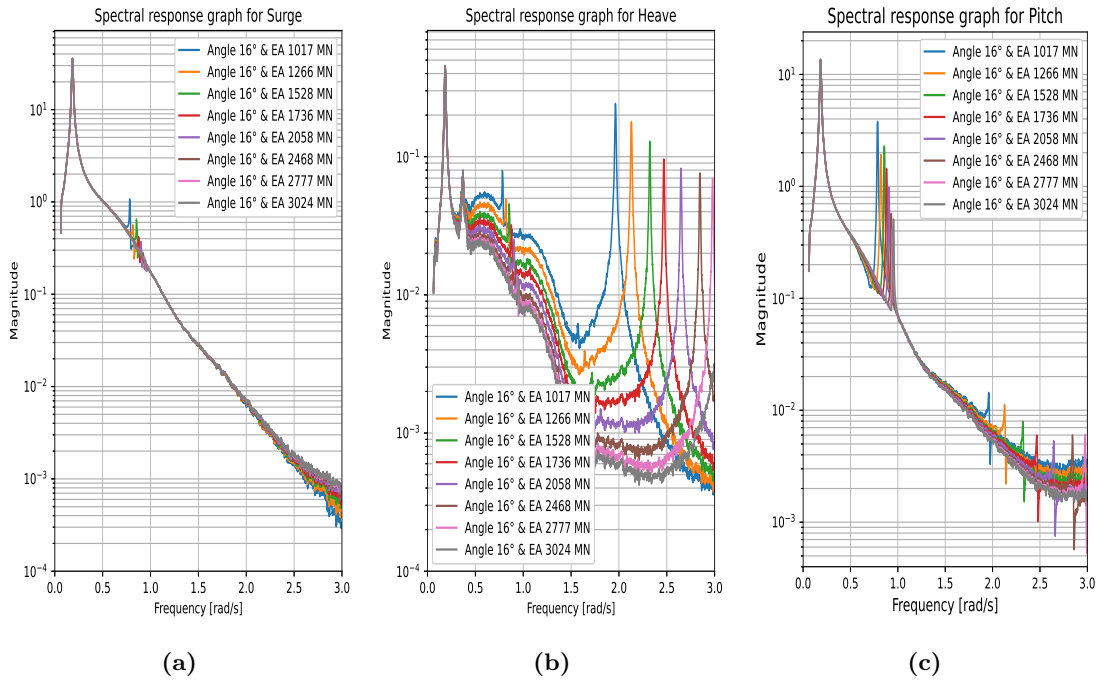 Spectral response graph for Surge
Angle 16° & EA 1017 MN
Angle 16° & EA 1266 MN
Angle 16° & EA 1528 MN
Angle 16° & EA 1736 MN
Angle 16° & EA 2058 MN
Angle 16° & EA 2468 MN
Angle 16° & EA 2777 MN
Angle 16° & EA 3024 MN
Magnitude
10¹
10⁰
10⁻¹
10⁻²
10⁻³
10⁻⁴
0.0 0.5 1.0 1.5 2.0 2.5 3.0
Frequency [rad/s]
(a)
Spectral response graph for Heave
Magnitude
10⁻¹
10⁻²
10⁻³
10⁻⁴
Angle 16° & EA 1017 MN
Angle 16° & EA 1266 MN
Angle 16° & EA 1528 MN
Angle 16° & EA 1736 MN
Angle 16° & EA 2058 MN
Angle 16° & EA 2468 MN
Angle 16° & EA 2777 MN
Angle 16° & EA 3024 MN
0.0 0.5 1.0 1.5 2.0 2.5 3.0
Frequency [rad/s]
(b)
Spectral response graph for Pitch
Angle 16° & EA 1017 MN
Angle 16° & EA 1266 MN
Angle 16° & EA 1528 MN
Angle 16° & EA 1736 MN
Angle 16° & EA 2058 MN
Angle 16° & EA 2468 MN
Angle 16° & EA 2777 MN
Angle 16° & EA 3024 MN
Magnitude
10¹
10⁰
10⁻¹
10⁻²
10⁻³
0.0 0.5 1.0 1.5 2.0 2.5 3.0
Frequency [rad/s]
(c)